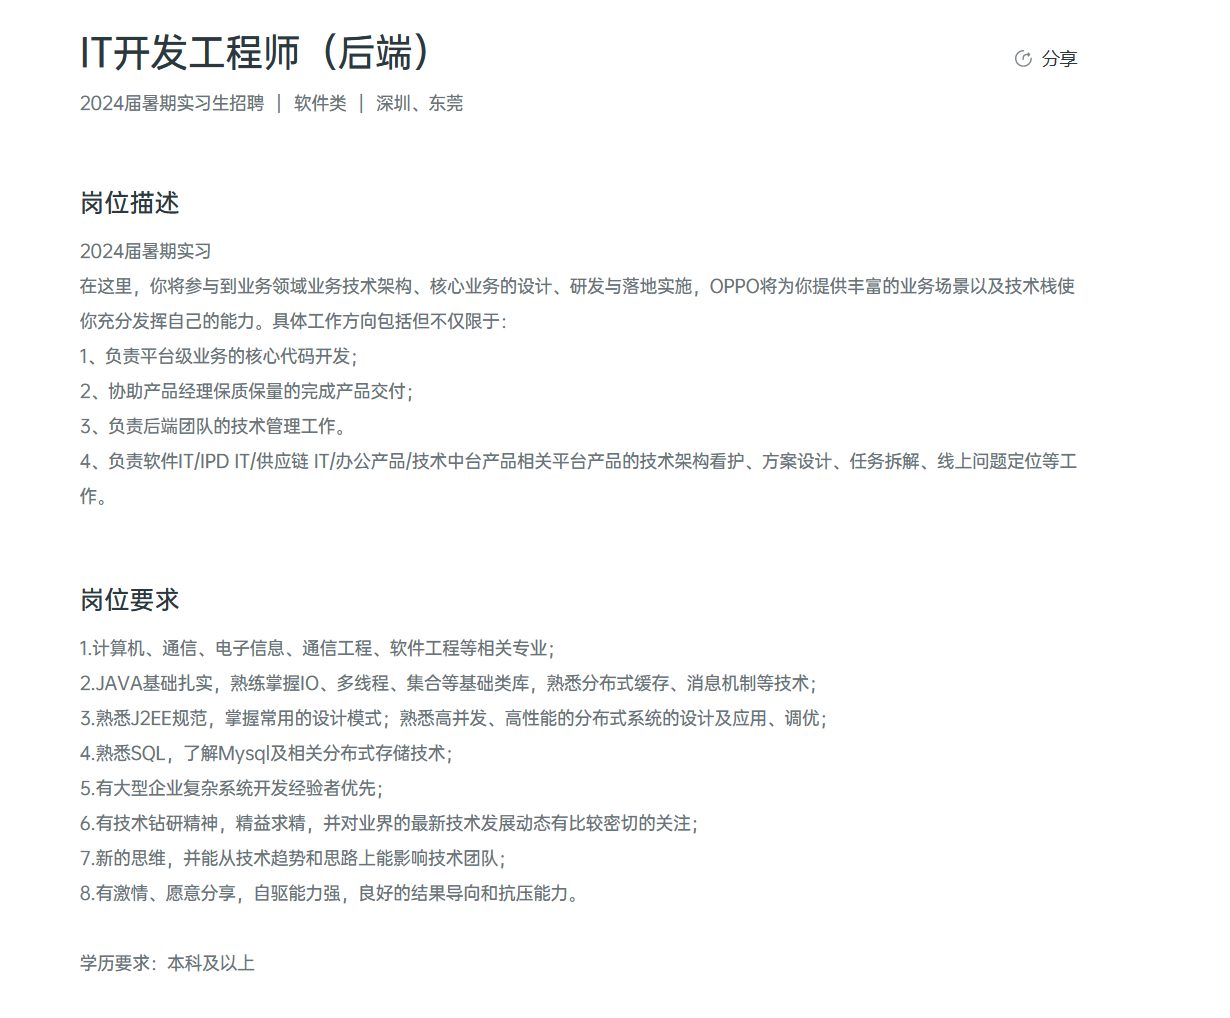 IT开发工程师（后端）
分享
2024届暑期实习生招聘 | 软件类 | 深圳、东莞
岗位描述
2024届暑期实习
在这里，你将参与到业务领域业务技术架构、核心业务的设计、研发与落地实施，OPPO将为你提供丰富的业务场景以及技术栈使
你充分发挥自己的能力。具体工作方向包括但不仅限于：
1、负责平台级业务的核心代码开发；
2、协助产品经理保质保量的完成产品交付；
3、负责后端团队的技术管理工作。
4、负责软件IT/IPD IT/供应链 IT/办公产品/技术中台产品相关平台产品的技术架构看护、方案设计、任务拆解、线上问题定位等工
作。
岗位要求
1.计算机、通信、电子信息、通信工程、软件工程等相关专业；
2.JAVA基础扎实，熟练掌握IO、多线程、集合等基础类库，熟悉分布式缓存、消息机制等技术；
3.熟悉J2EE规范，掌握常用的设计模式；熟悉高并发、高性能的分布式系统的设计及应用、调优；
4.熟悉SQL，了解Mysql及相关分布式存储技术；
5.有大型企业复杂系统开发经验者优先；
6.有技术钻研精神，精益求精，并对业界的最新技术发展动态有比较密切的关注；
7.新的思维，并能从技术趋势和思路上能影响技术团队；
8.有激情、愿意分享，自驱能力强，良好的结果导向和抗压能力。
学历要求：本科及以上